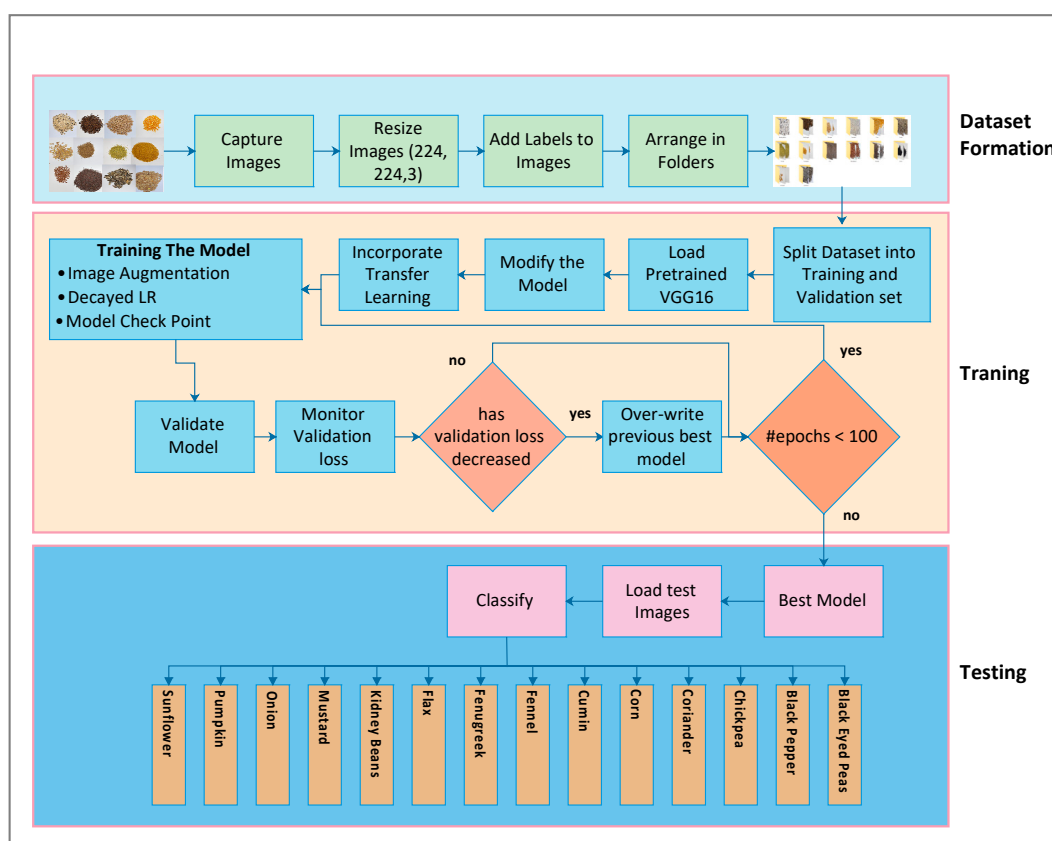 Capture
Images
Resize
Images (224,
224,3)
Add Labels to
Images
Arrange in
Folders
Dataset
Formation
Training The Model
• Image Augmentation
• Decayed LR
• Model Check Point
Incorporate
Transfer
Learning
Modify the
Model
Load
Pretrained
VGG16
Split Dataset into
Training and
Validation set
Validate
Model
Monitor
Validation
loss
no
has
validation loss
decreased
yes
Over-write
previous best
model
yes
#epochs < 100
no
Traning
Classify
Load test
Images
Best Model
Testing
Sunflower
Pumpkin
Onion
Mustard
Kidney Beans
Flax
Fenugreek
Fennel
Cumin
Corn
Coriander
Chickpea
Black Pepper
Black Eyed Peas